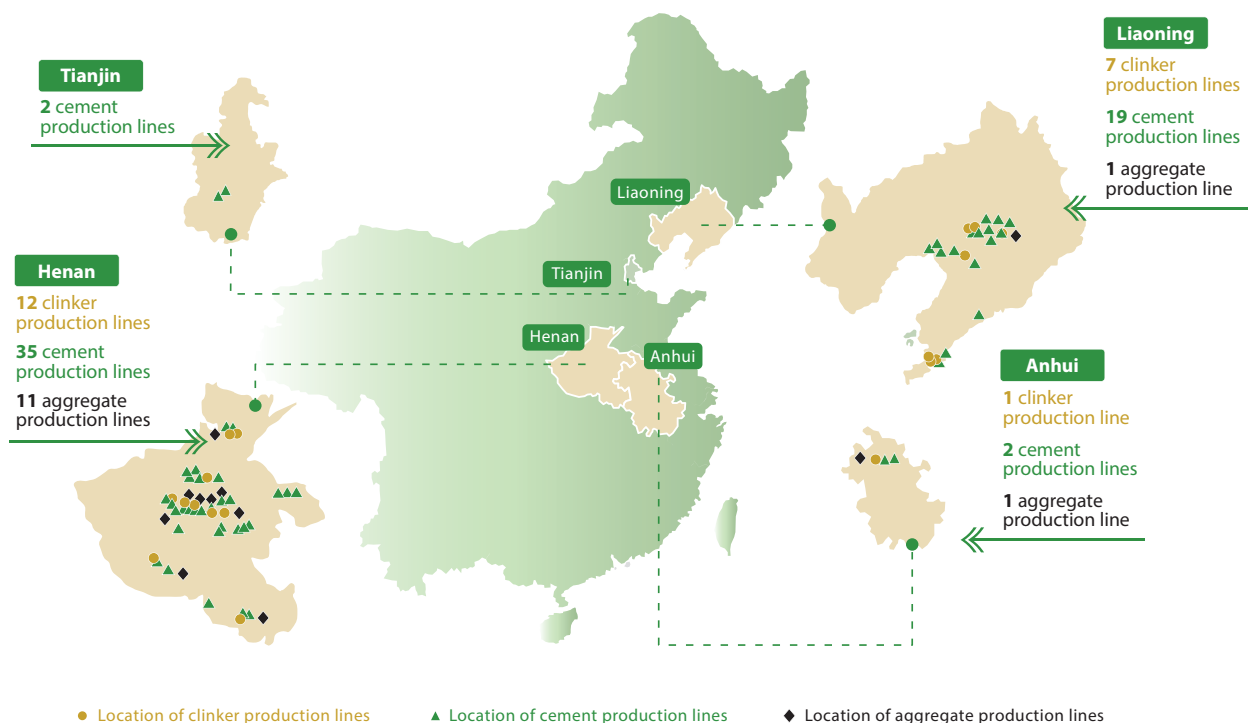 Tianjin
2 cement
production lines
Henan
12 clinker
production lines
35 cement
production lines
11 aggregate
production lines
Liaoning
Tianjin
Henan
Anhui
Liaoning
7 clinker
production lines
19 cement
production lines
1 aggregate
production line
Anhui
1 clinker
production line
2 cement
production lines
1 aggregate
production line
Location of clinker production lines
Location of cement production lines
Location of aggregate production lines